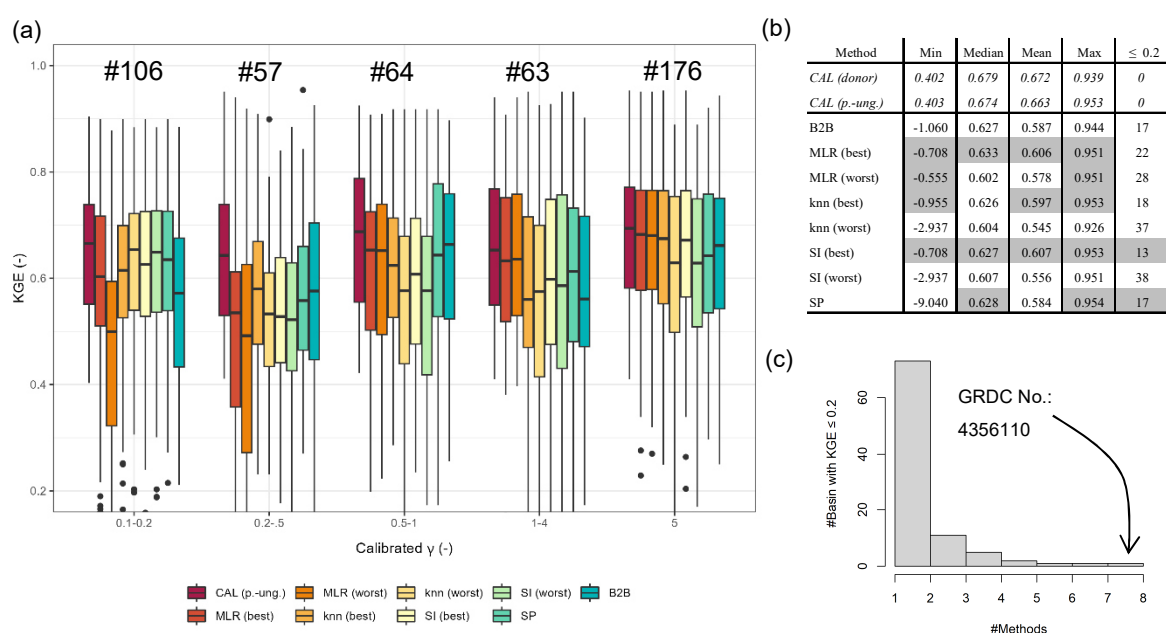 (a)
#106 #57 #64 #63 #176
1.0
0.8
0.6
0.4
0.2
KGE (-)
0.1-0.2 0.2-.5 0.5-1 1-4 5
Calibrated γ (-)
CAL (p.-ung.) MLR (worst) knn (worst) SI (worst) B2B
MLR (best) knn (best) SI (best) SP
(b)
Method Min Median Mean Max ≤ 0.2
CAL (donor) 0.402 0.679 0.672 0.939 0
CAL (p.-ung.) 0.403 0.674 0.663 0.953 0
B2B -1.060 0.627 0.587 0.944 17
MLR (best) -0.708 0.633 0.606 0.951 22
MLR (worst) -0.555 0.602 0.578 0.951 28
knn (best) -0.955 0.626 0.597 0.953 18
knn (worst) -2.937 0.604 0.545 0.926 37
SI (best) -0.708 0.627 0.607 0.953 13
SI (worst) -2.937 0.607 0.556 0.951 38
SP -9.040 0.628 0.584 0.954 17
(c)
#Basin with KGE ≤ 0.2
60
40
20
0
GRDC No.:
4356110
1 2 3 4 5 6 7 8
#Methods